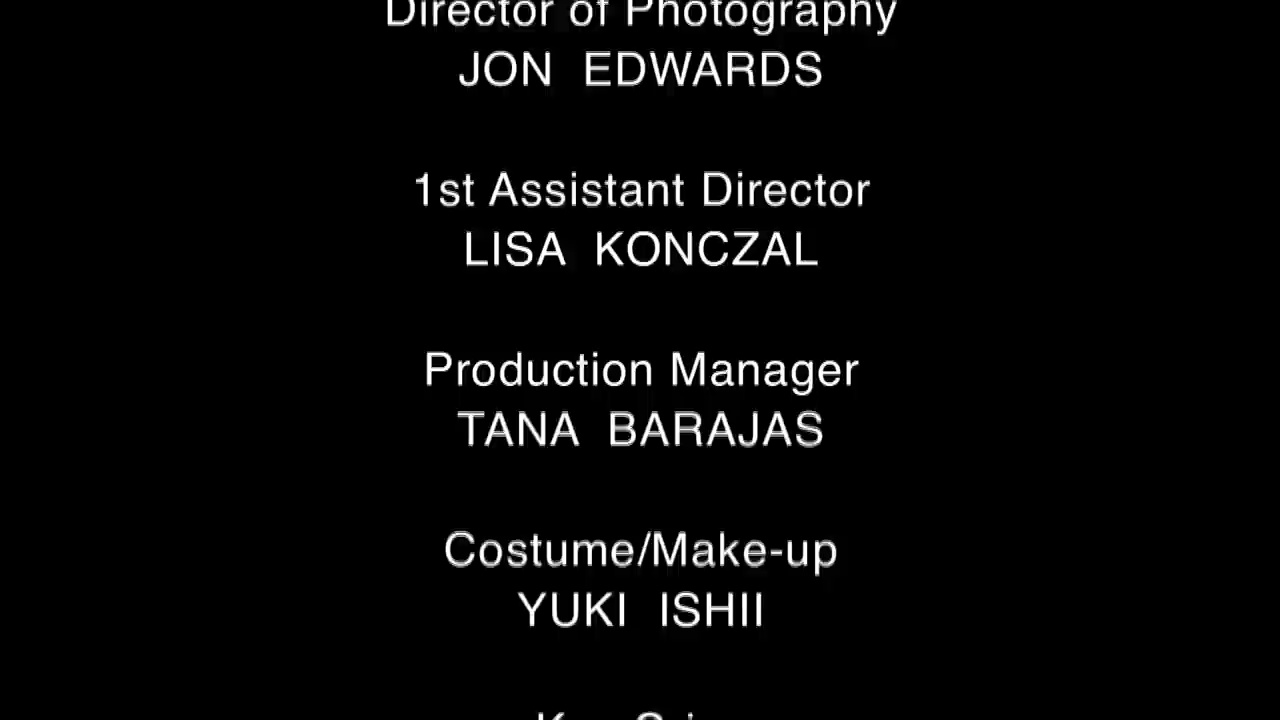 Director of Photography
JON EDWARDS
1st Assistant Director
LISA KONCZAL
Production Manager
TANA BARAJAS
Costume/Make-up
YUKI ISHII